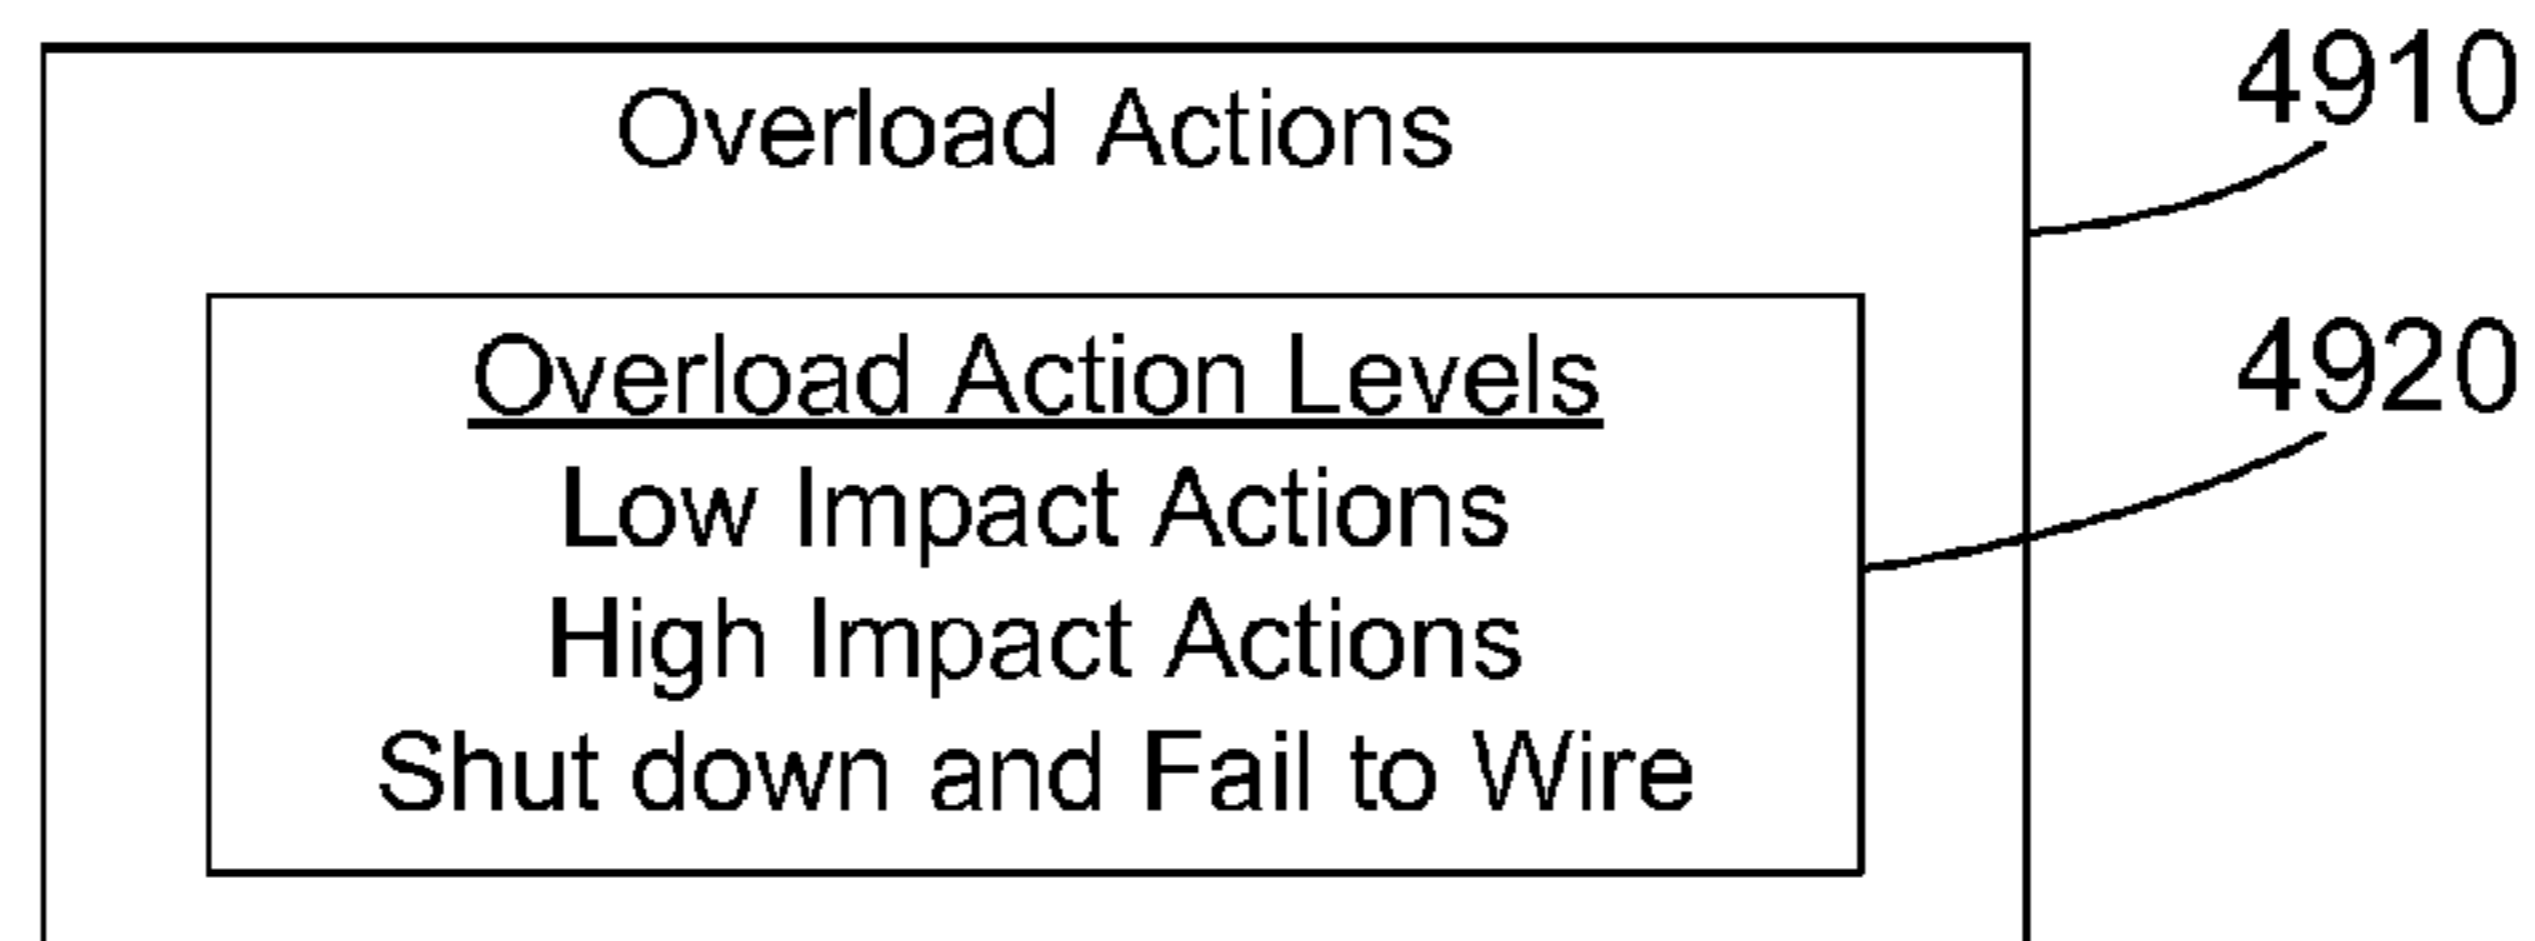 Overload Actions
4910
Overload Action Levels
4920
Low Impact Actions
High Impact Actions
Shut down and Fail to Wire